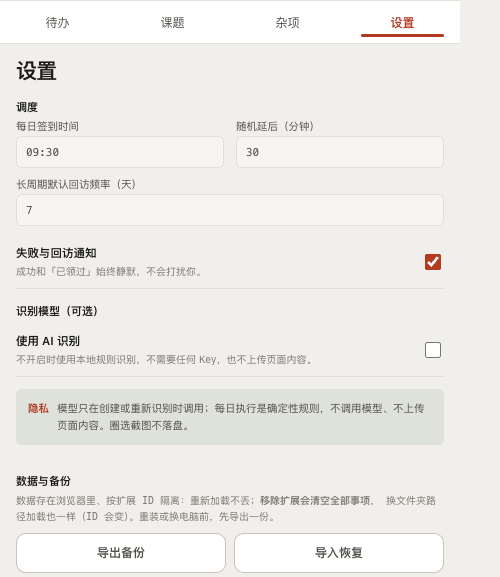 待办 课题 杂项 设置
设置
调度
每日签到时间 随机延后（分钟）
09:30 30
长周期默认回访频率（天）
7
失败与回访通知
成功和「已领过」始终静默，不会打扰你。
识别模型（可选）
使用 AI 识别
不开启时使用本地规则识别，不需要任何 Key，也不上传页面内容。
隐私 模型只在创建或重新识别时调用；每日执行是确定性规则，不调用模型、不上传
页面内容。圈选截图不落盘。
数据与备份
数据存在浏览器里、按扩展 ID 隔离：重新加载不丢；移除扩展会清空全部事项， 换文件夹路
径加载也一样（ID 会变）。重装或换电脑前，先导出一份。
导出备份 导入恢复